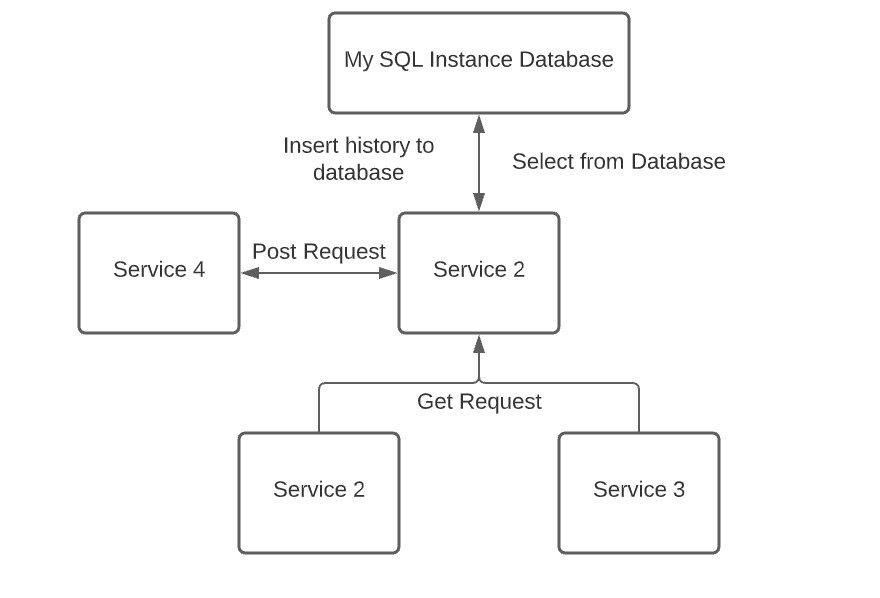 My SQL Instance Database
Insert history to
database
Select from Database
Service 4
Post Request
Service 2
Get Request
Service 2
Service 3